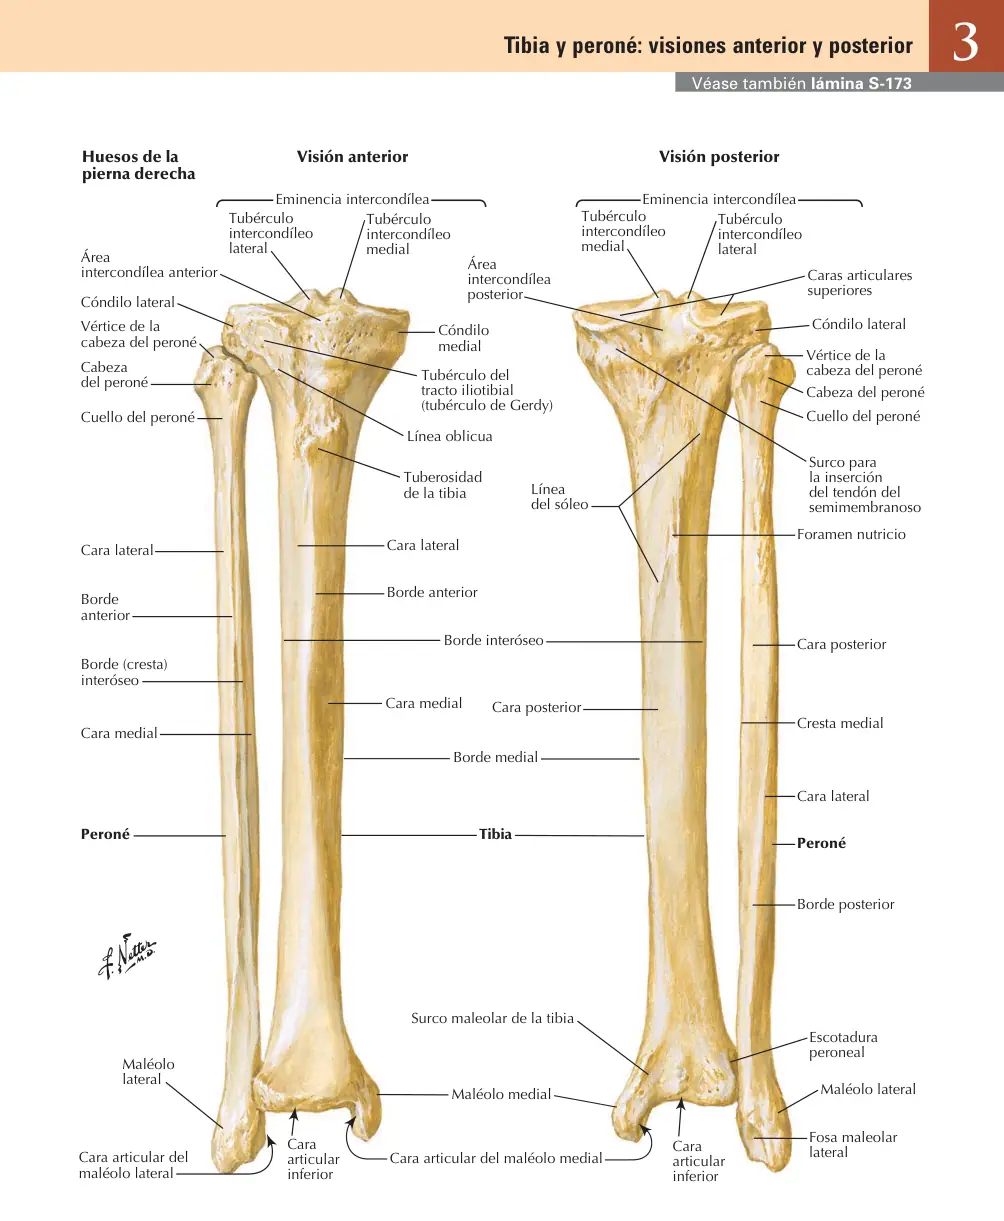 Tibia y peroné: visiones anterior y posterior
3
Véase también lámina S-173
Huesos de la
pierna derecha
Visión anterior
Visión posterior
Eminencia intercondílea
Tubérculo
intercondíleo
lateral
Tubérculo
intercondíleo
medial
Área
intercondílea anterior
Cóndilo lateral
Vértice de la
cabeza del peroné
Cabeza
del peroné
Cuello del peroné
Cóndilo
medial
Tubérculo del
tracto iliotibial
(tubérculo de Gerdy)
Línea oblicua
Tuberosidad
de la tibia
Cara lateral
Cara lateral
Borde
anterior
Borde anterior
Borde (cresta)
interóseo
Borde interóseo
Cara medial
Cara medial
Borde medial
Peroné
Tibia
Eminencia intercondílea
Tubérculo
intercondíleo
medial
Tubérculo
intercondíleo
lateral
Área
intercondílea
posterior
Caras articulares
superiores
Cóndilo lateral
Vértice de la
cabeza del peroné
Cabeza del peroné
Cuello del peroné
Surco para
la inserción
del tendón del
semimembranoso
Línea
del sóleo
Foramen nutricio
Cara posterior
Cara posterior
Cresta medial
Cara lateral
Peroné
Borde posterior
F. Netter
M.D.
Surco maleolar de la tibia
Escotadura
peroneal
Maléolo
lateral
Maléolo medial
Maléolo lateral
Cara articular del
maléolo lateral
Cara
articular
inferior
Cara articular del maléolo medial
Cara
articular
inferior
Fosa maleolar
lateral